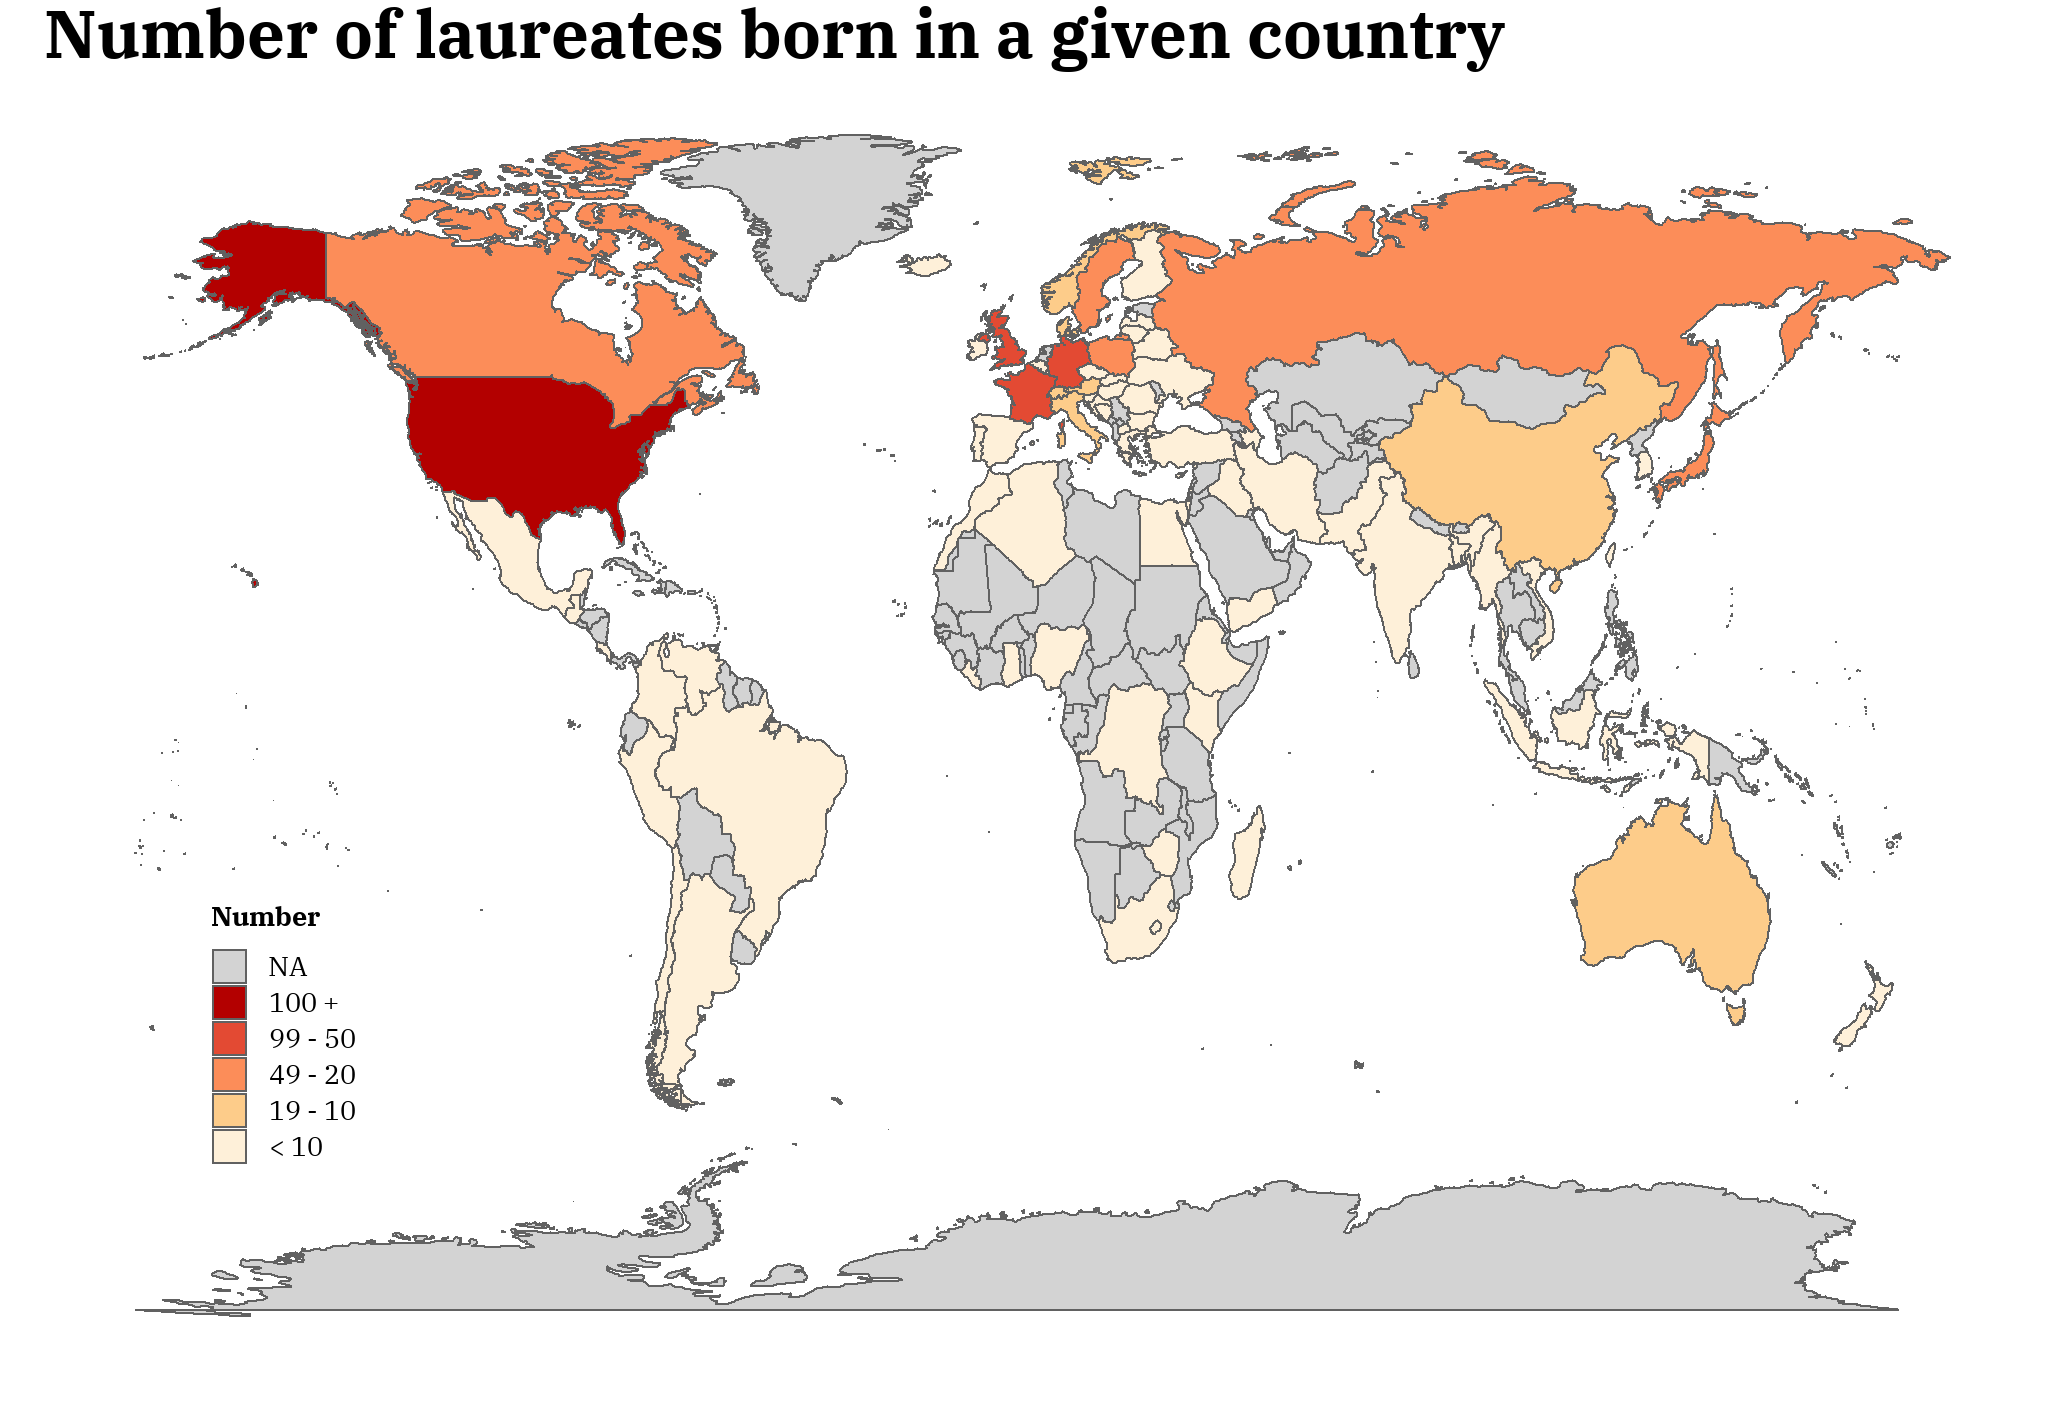 Number of laureates born in a given country
Number
NA
100 +
99 - 50
49 - 20
19 - 10
< 10